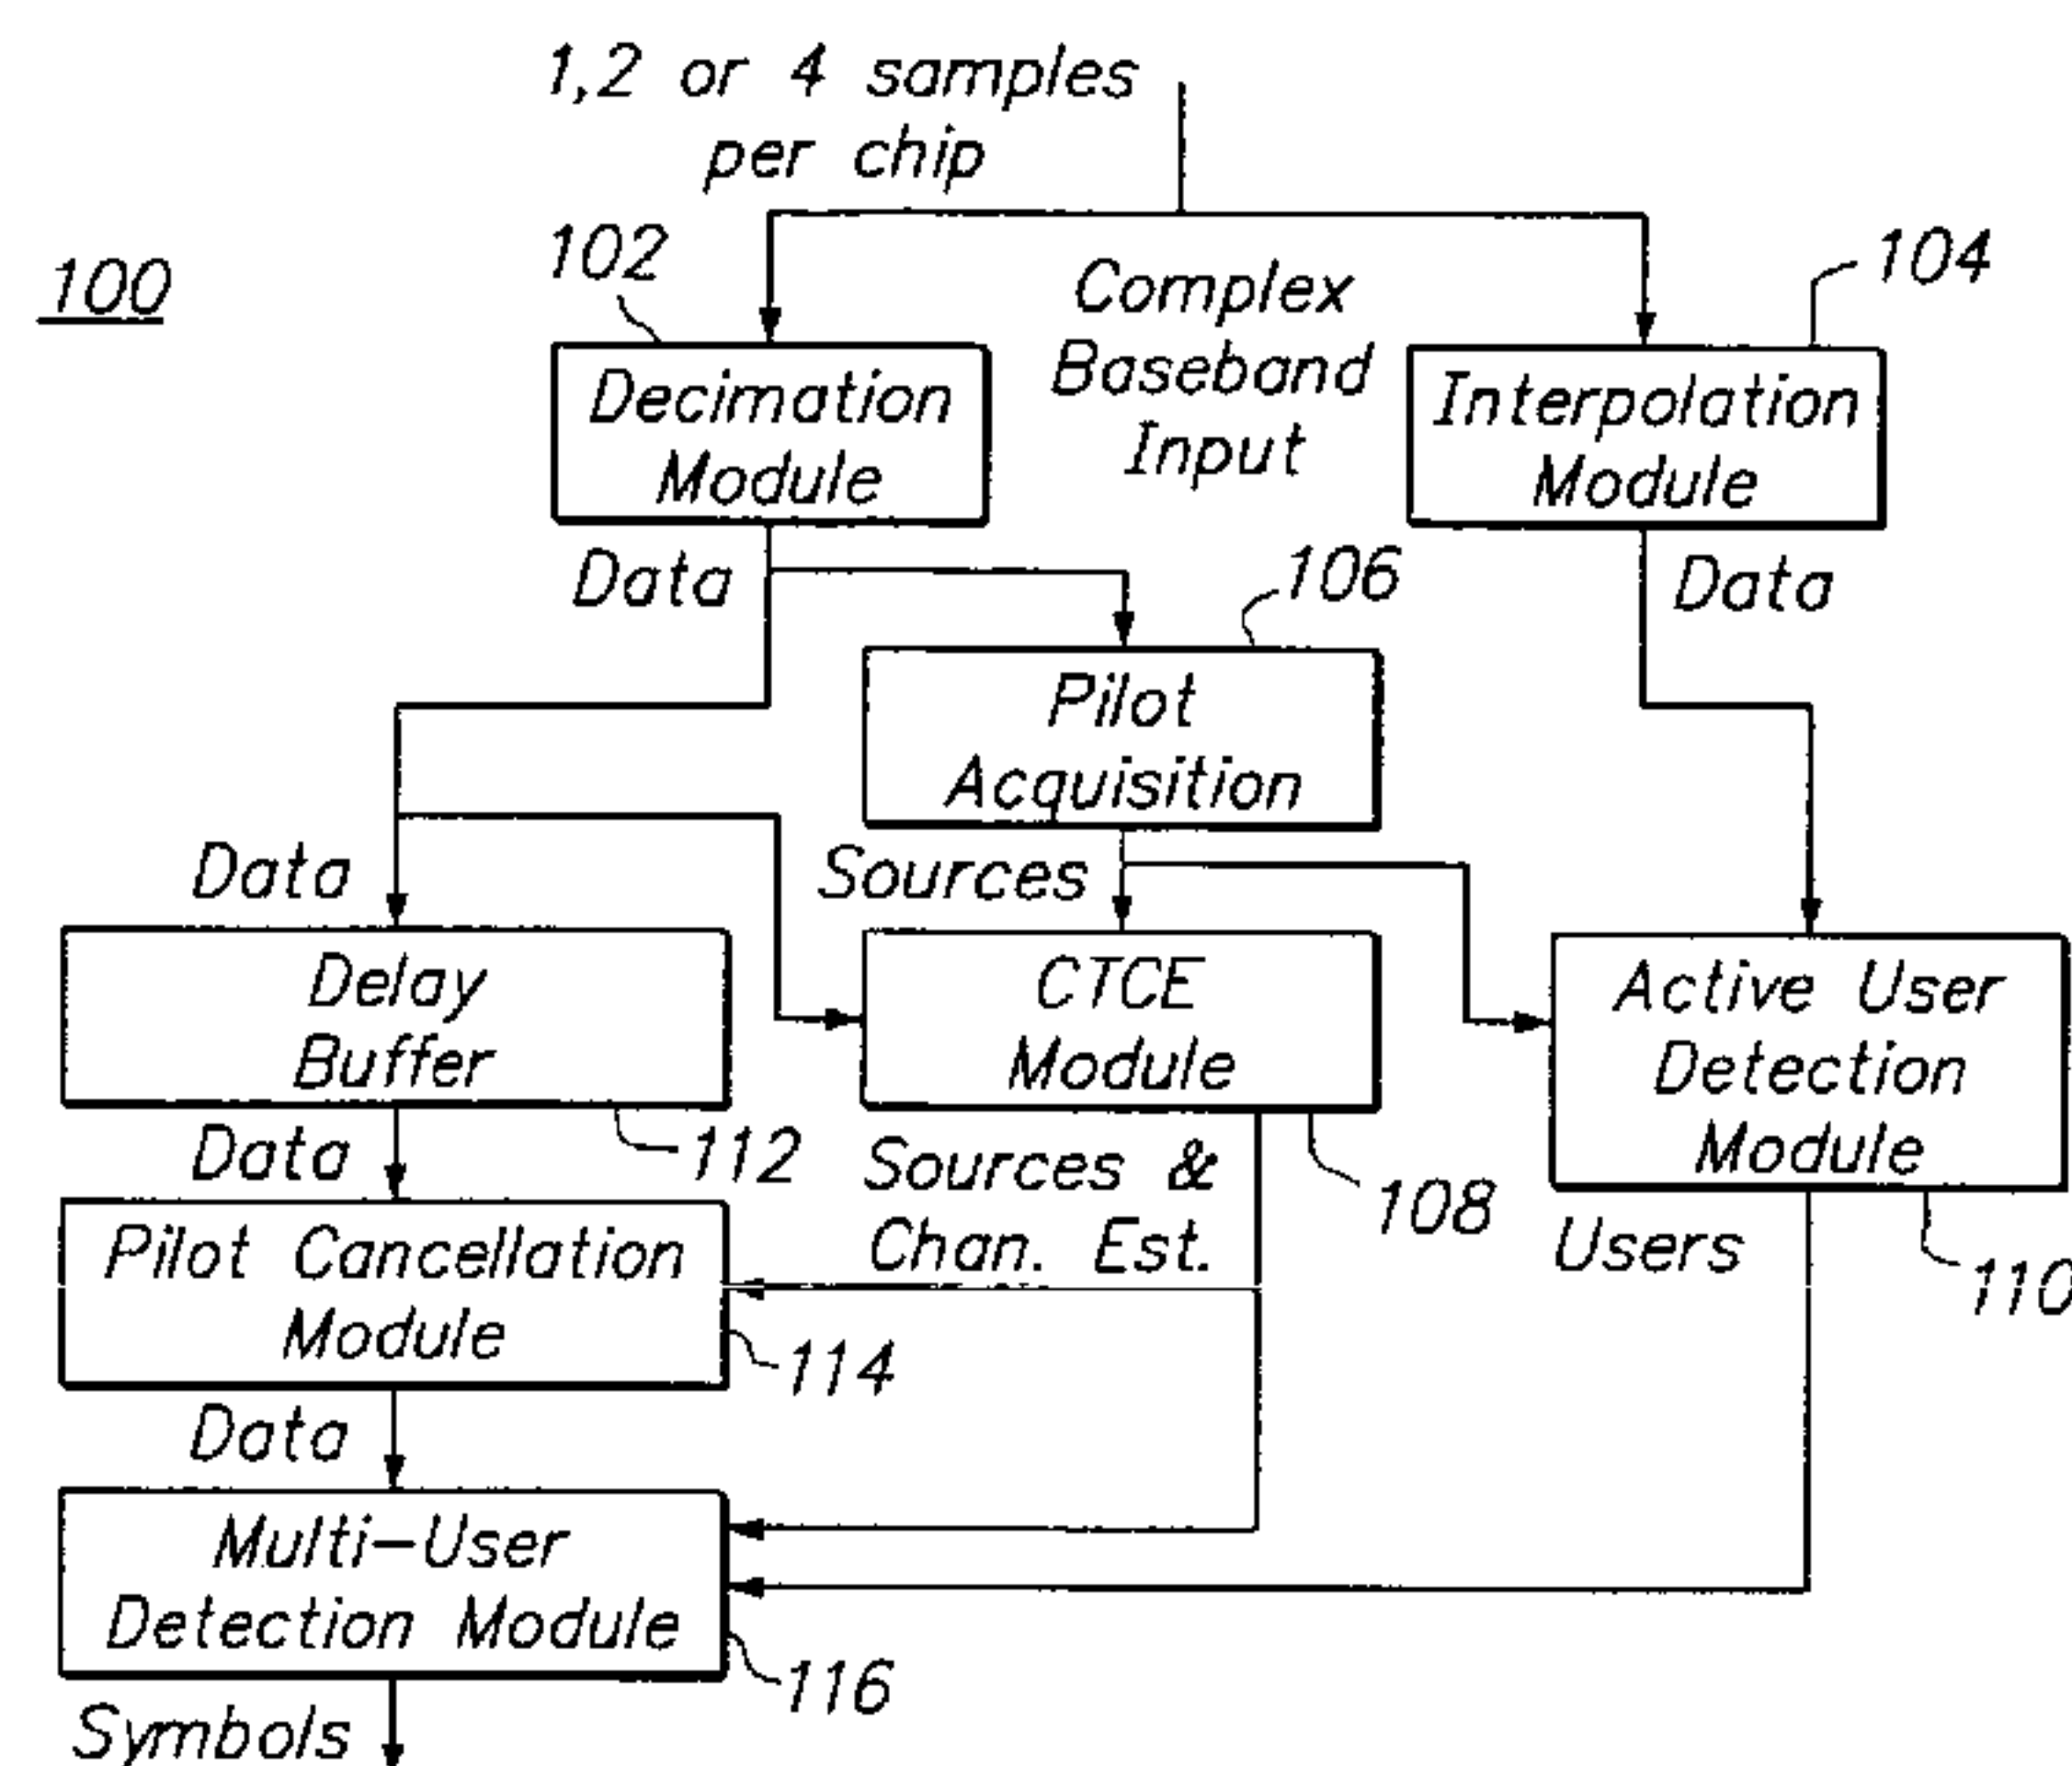 1,2 or 4 samples
per chip
100
102
Complex
Baseband
Input
104
Decimation
Module
Interpolation
Module
Data
106
Data
Pilot
Acquisition
Data
Sources
Delay
Buffer
CTCE
Module
Active User
Detection
Module
Data
112
Sources &
Chan. Est.
108
Users
110
Pilot Cancellation
Module
114
Data
Multi-User
Detection Module
116
Symbols